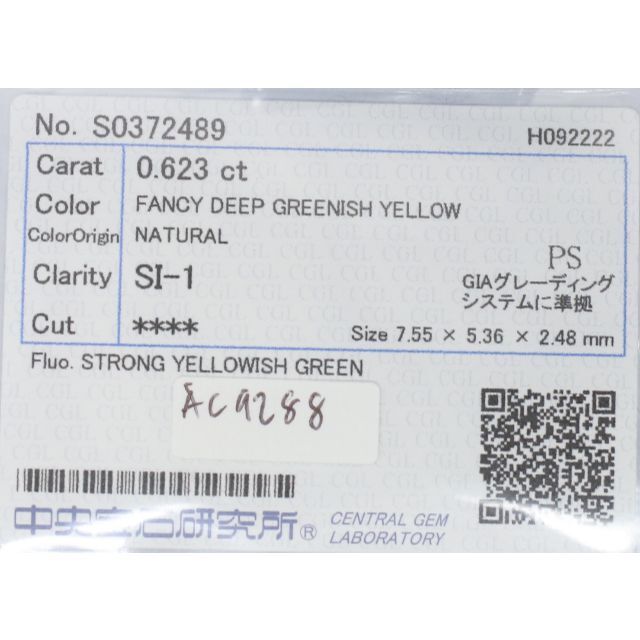 No. S0372489
H092222
Carat 0.623 ct
Color FANCY DEEP GREENISH YELLOW
ColorOrigin NATURAL
Clarity SI-1
PS
GIAグレーディング
システムに準拠
Cut ****
Size 7.55 × 5.36 × 2.48 mm
Fluo. STRONG YELLOWISH GREEN
AC9288
中央宝石研究所®
CENTRAL GEM
LABORATORY